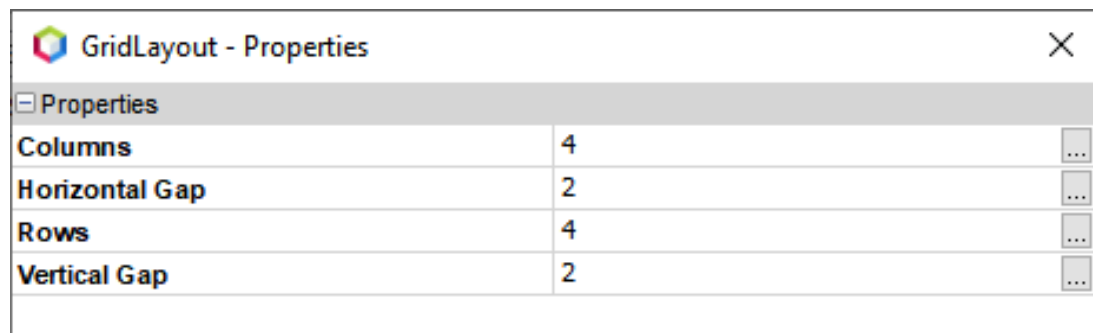 GridLayout - Properties
Properties
Columns 4 ...
Horizontal Gap 2 ...
Rows 4 ...
Vertical Gap 2 ...